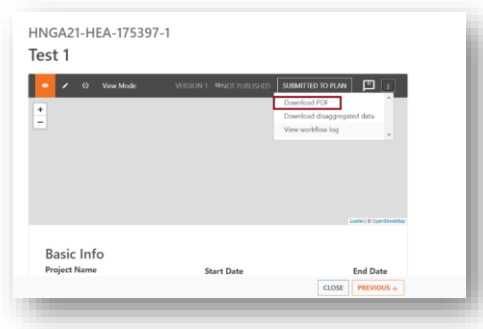 HNGA21-HEA-175397-1
Test 1
View Mode VERSION 1 NOT PUBLISHED SUBMITTED TO PLAN
Download PDF
Download disaggregated data
View workflow log
+
−
Leaflet | © OpenStreetMap
Basic Info
Project Name Start Date End Date
CLOSE PREVIOUS